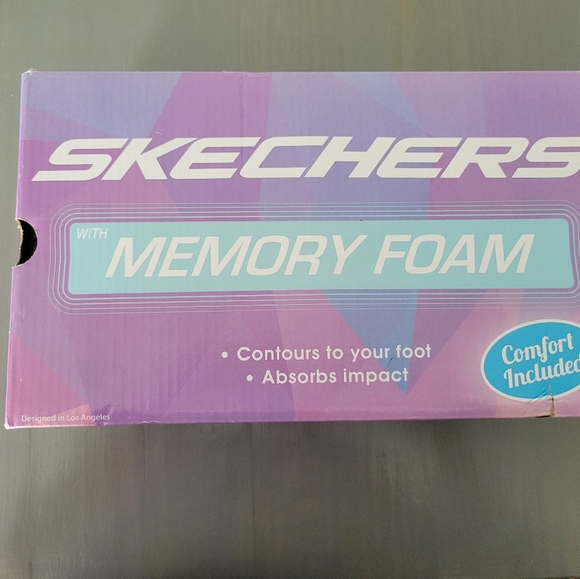 SKECHERS
WITH
MEMORY FOAM
• Contours to your foot
• Absorbs impact
Comfort
Included
Designed in Los Angeles